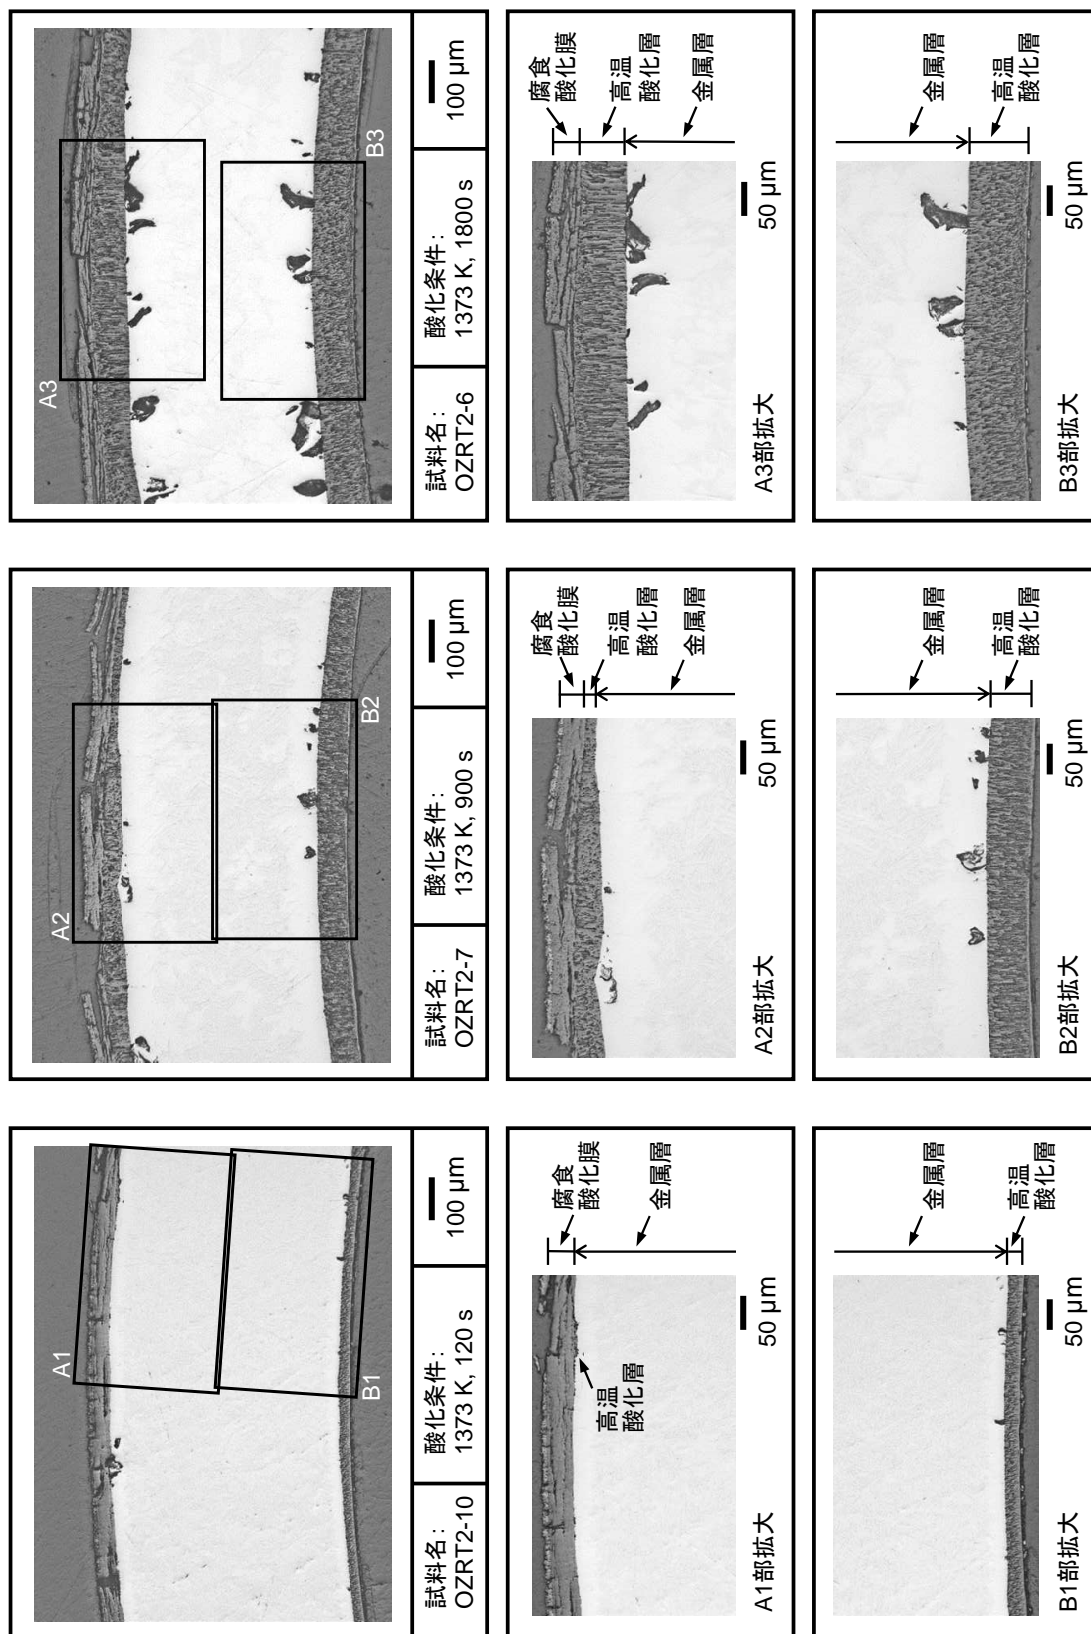 A1
B1
試料名:
OZRT2-10
酸化条件:
1373 K, 120 s
100 µm
A2
B2
試料名:
OZRT2-7
酸化条件:
1373 K, 900 s
100 µm
A3
B3
試料名:
OZRT2-6
酸化条件:
1373 K, 1800 s
100 µm
腐食
酸化膜
金属層
高温
酸化層
A1部拡大
50 µm
腐食
酸化膜
高温
酸化層
金属層
A2部拡大
50 µm
腐食
酸化膜
高温
酸化層
金属層
A3部拡大
50 µm
金属層
高温
酸化層
B1部拡大
50 µm
金属層
高温
酸化層
B2部拡大
50 µm
金属層
高温
酸化層
B3部拡大
50 µm